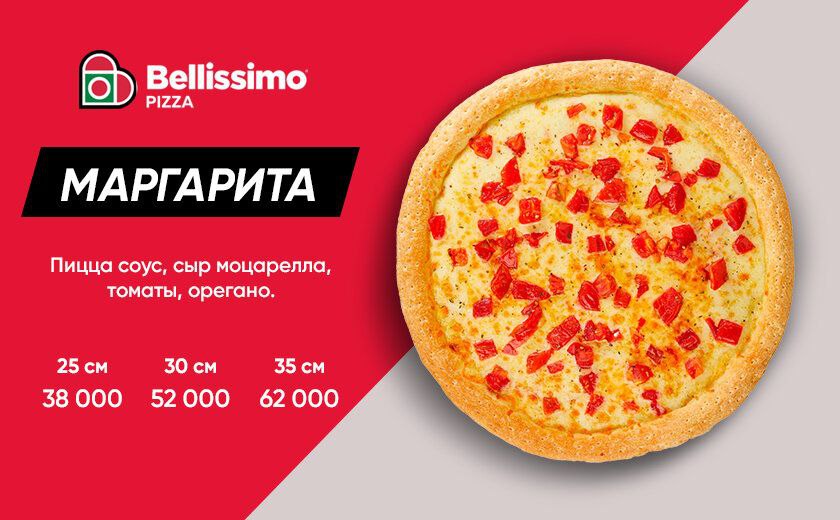 Bellissimo
PIZZA
МАРГАРИТА
Пицца соус, сыр моцарелла,
томаты, орегано.
25 см 30 см 35 см
38 000 52 000 62 000